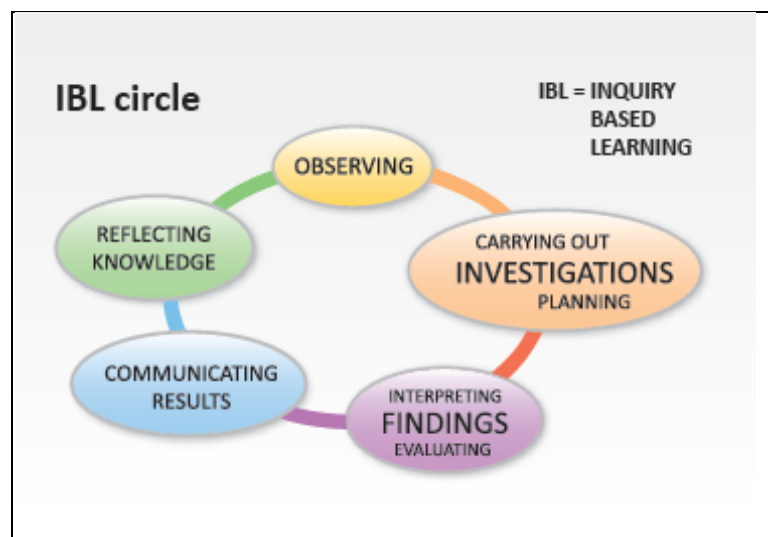 IBL circle
IBL = INQUIRY
BASED
LEARNING
OBSERVING
CARRYING OUT
INVESTIGATIONS
PLANNING
INTERPRETING
FINDINGS
EVALUATING
COMMUNICATING
RESULTS
REFLECTING
KNOWLEDGE